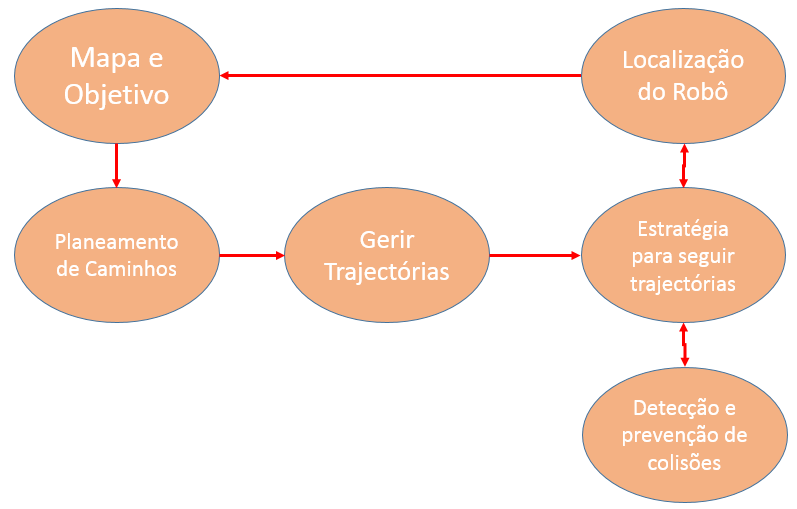 Mapa e
Objetivo
Localização
do Robô
Planeamento
de Caminhos
Gerir
Trajectórias
Estratégia
para seguir
trajectórias
Detecção e
prevenção de
colisões